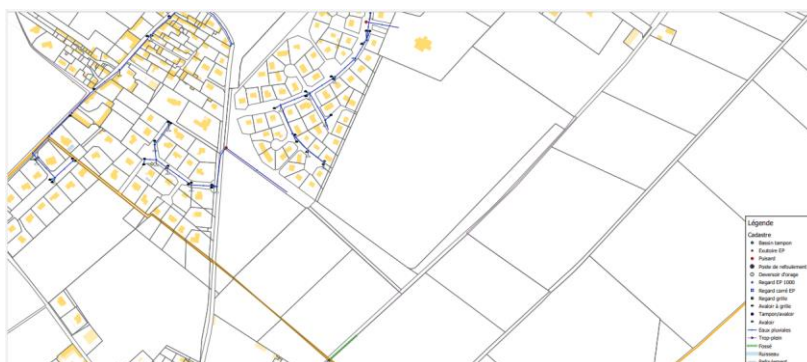 Légende
Cadastre
Bassin tampon
Exutoire EP
Puisard
Poste de refoulement
Deversoir d'orage
Regard EP 1000
Regard carré EP
Regard grille
Avaloir à grille
Tampon/avaloir
Avaloir
Eaux pluviales
Trop-plein
Fossé
Ruisseau